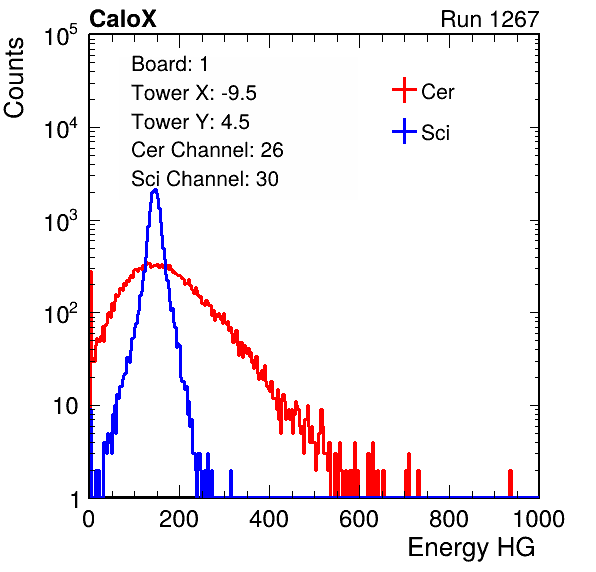 CaloX Run 1267
Counts
Board: 1
Tower X: -9.5
Tower Y: 4.5
Cer Channel: 26
Sci Channel: 30
Cer
Sci
10^5
10^4
10^3
10^2
10
1
0 200 400 600 800 1000
Energy HG